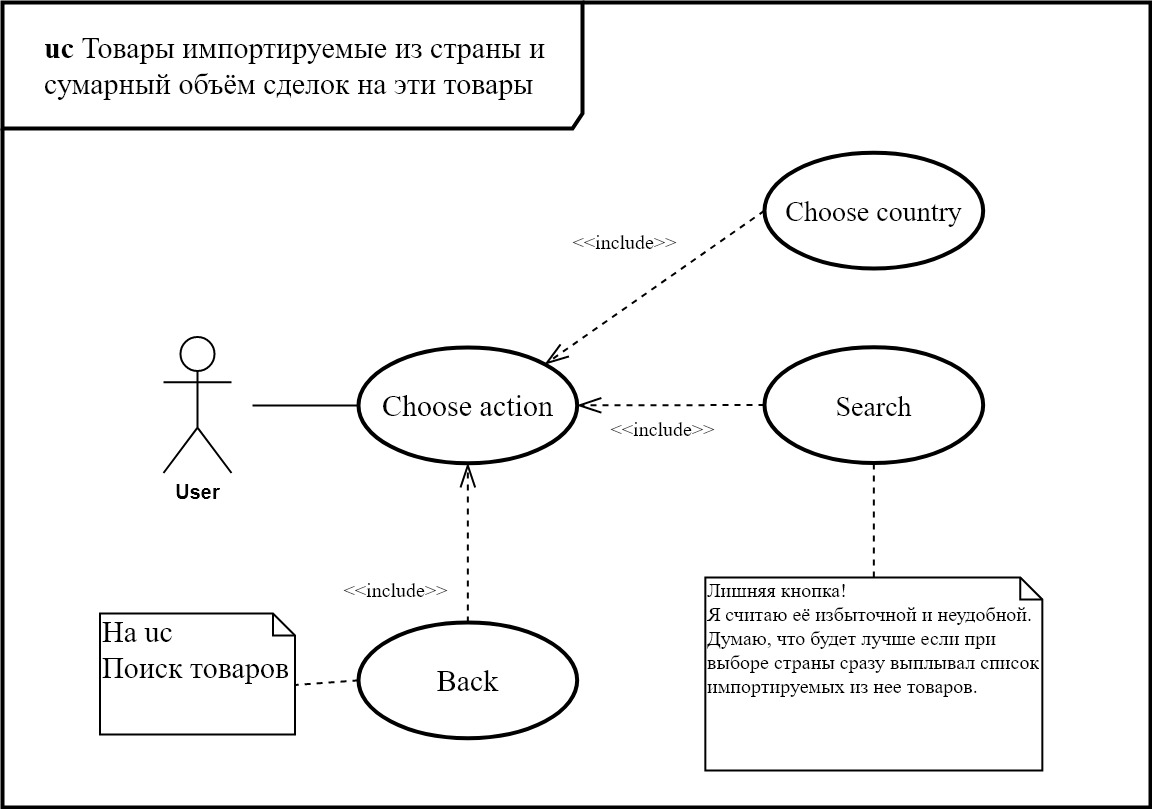 uc Товары импортируемые из страны и
сумарный объём сделок на эти товары
Choose country
<<include>>
User
Choose action
<<include>>
Search
<<include>>
Back
На uc
Поиск товаров
Лишняя кнопка!
Я считаю её избыточной и неудобной.
Думаю, что будет лучше если при
выборе страны сразу выплывал список
импортируемых из нее товаров.